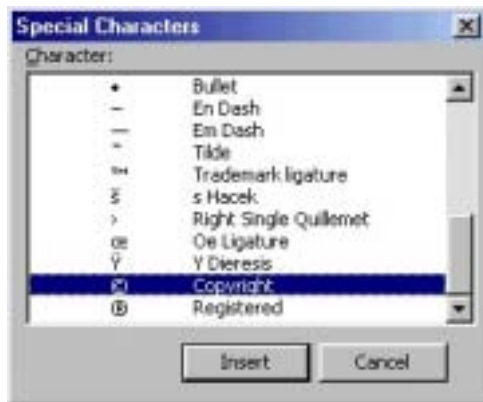 Special Characters
Character:
• Bullet
– En Dash
— Em Dash
˜ Tilde
™ Trademark ligature
š s Hacek
› Right Single Quillemet
œ Oe Ligature
Ÿ Y Dieresis
© Copyright
® Registered
Insert Cancel